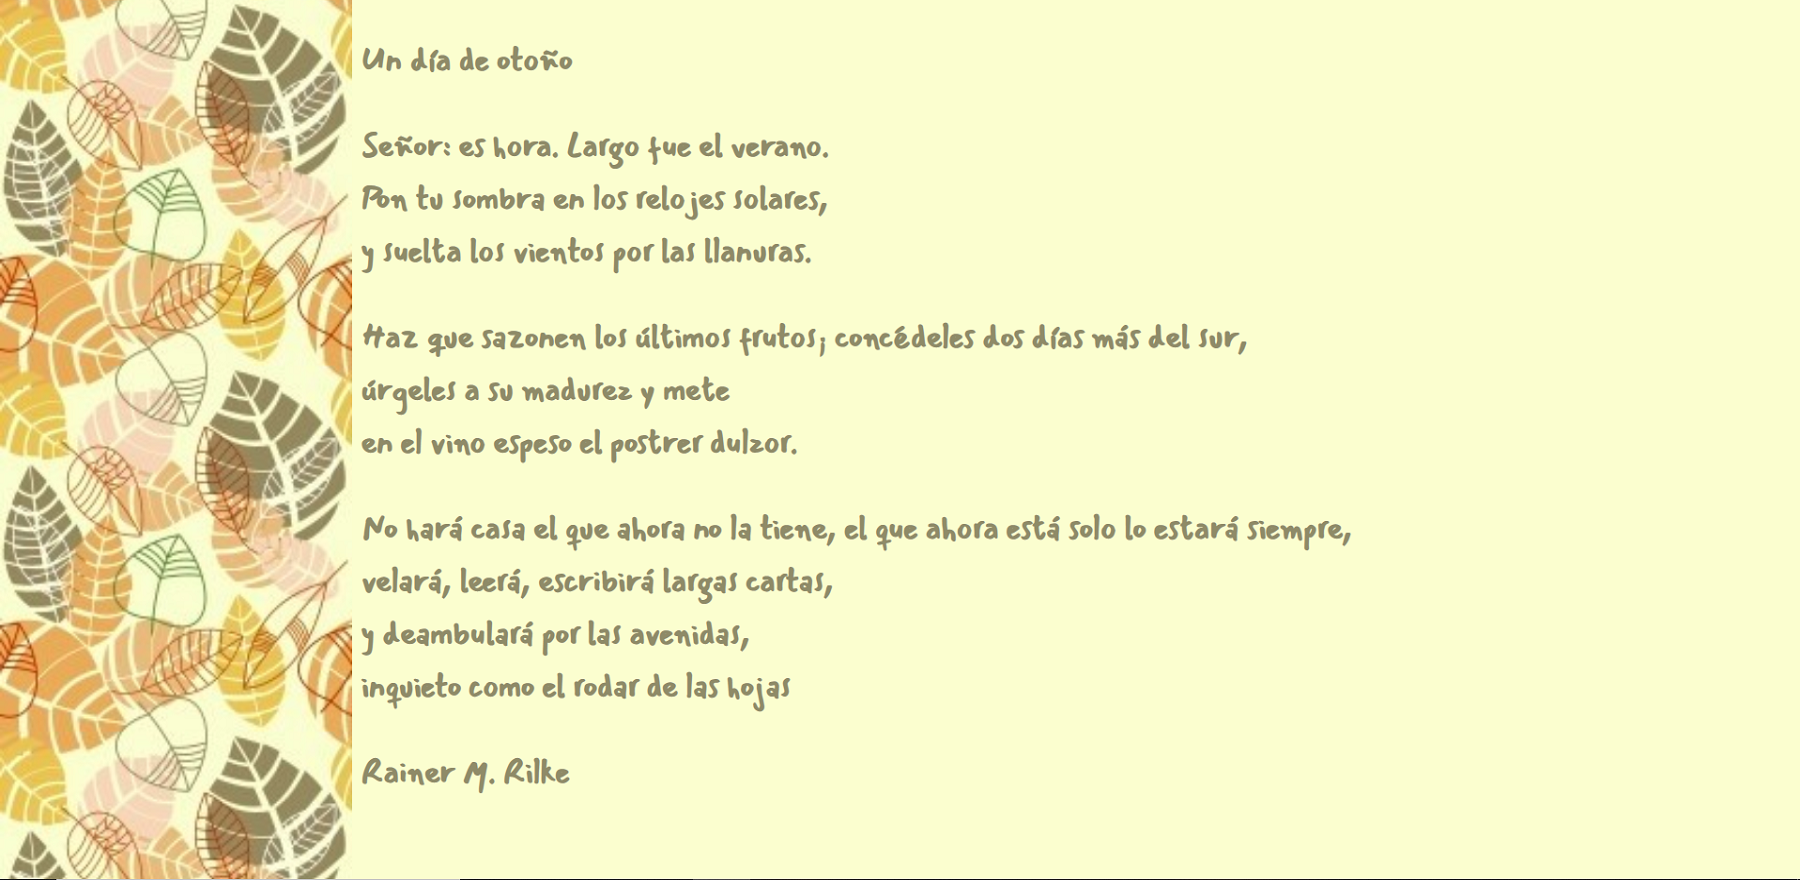 Un día de otoño
Señor: es hora. Largo fue el verano.
Pon tu sombra en los relojes solares,
y suelta los vientos por las llanuras.
Haz que sazonen los últimos frutos; concédeles dos días más del sur,
úrgeles a su madurez y mete
en el vino espeso el postrer dulzor.
No hará casa el que ahora no la tiene, el que ahora está solo lo estará siempre,
velará, leerá, escribirá largas cartas,
y deambulará por las avenidas,
inquieto como el rodar de las hojas
Rainer M. Rilke